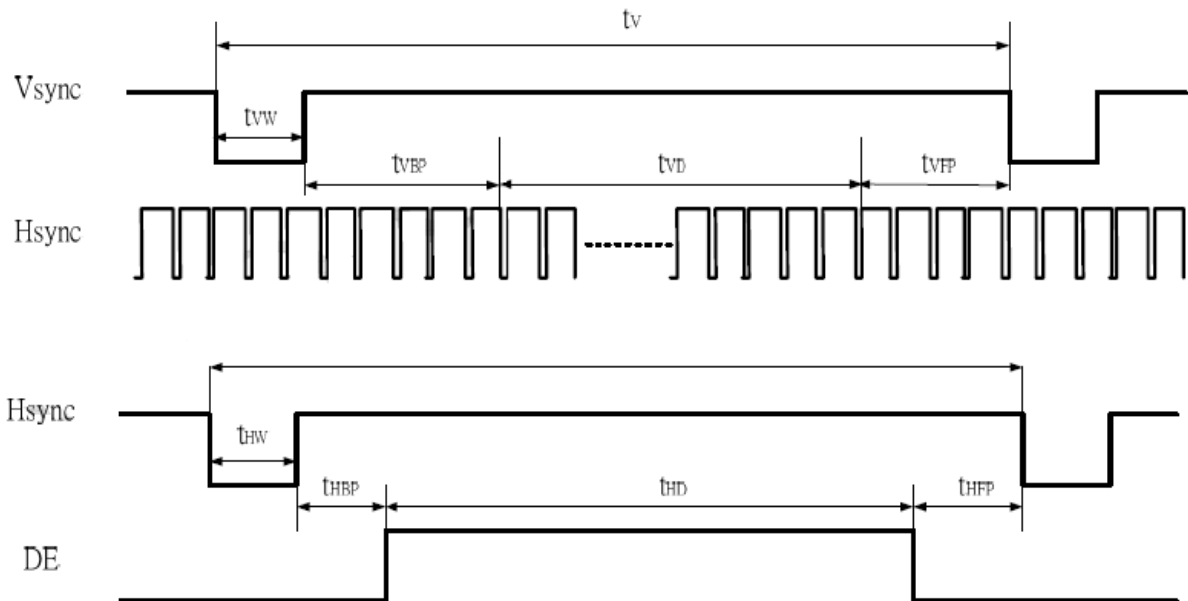 tV
Vsync
tVW
tVBP
tVD
tVFP
Hsync
Hsync
tHW
tHBP
tHD
tHFP
DE